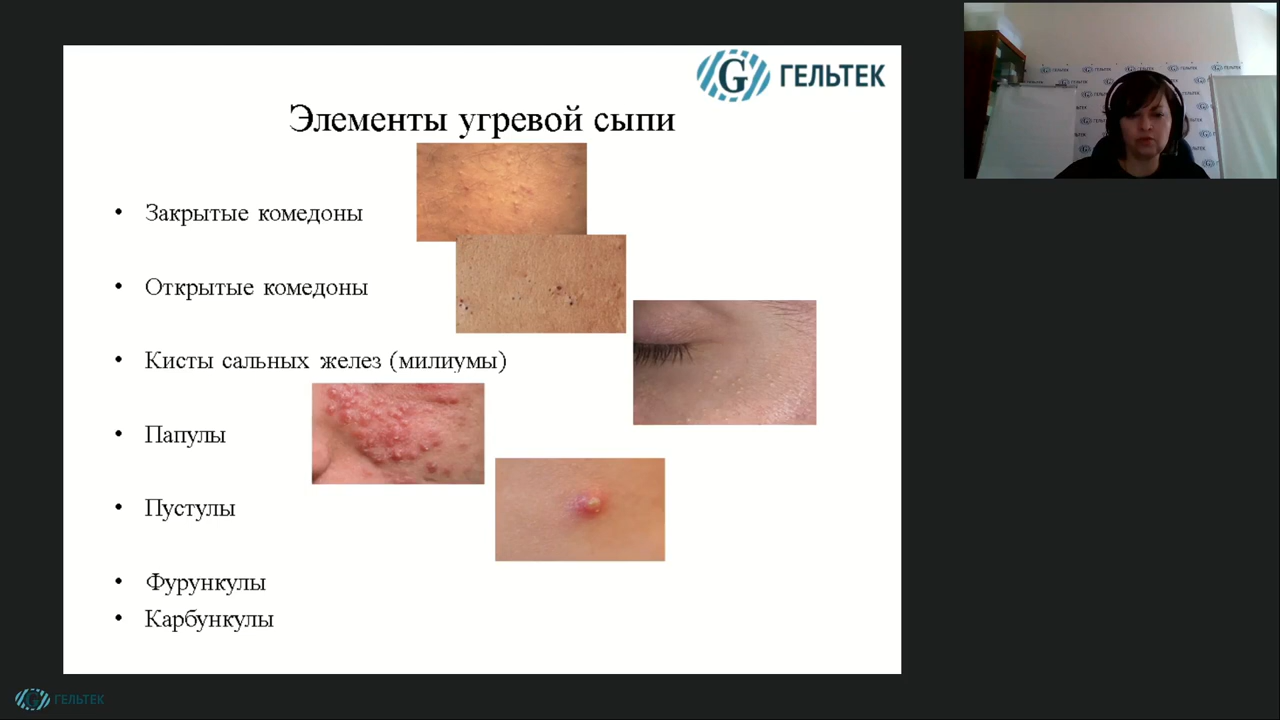 ГЕЛЬТЕК
Элементы угревой сыпи
• Закрытые комедоны
• Открытые комедоны
• Кисты сальных желез (милиумы)
• Папулы
• Пустулы
• Фурункулы
• Карбункулы
ГЕЛЬТЕК